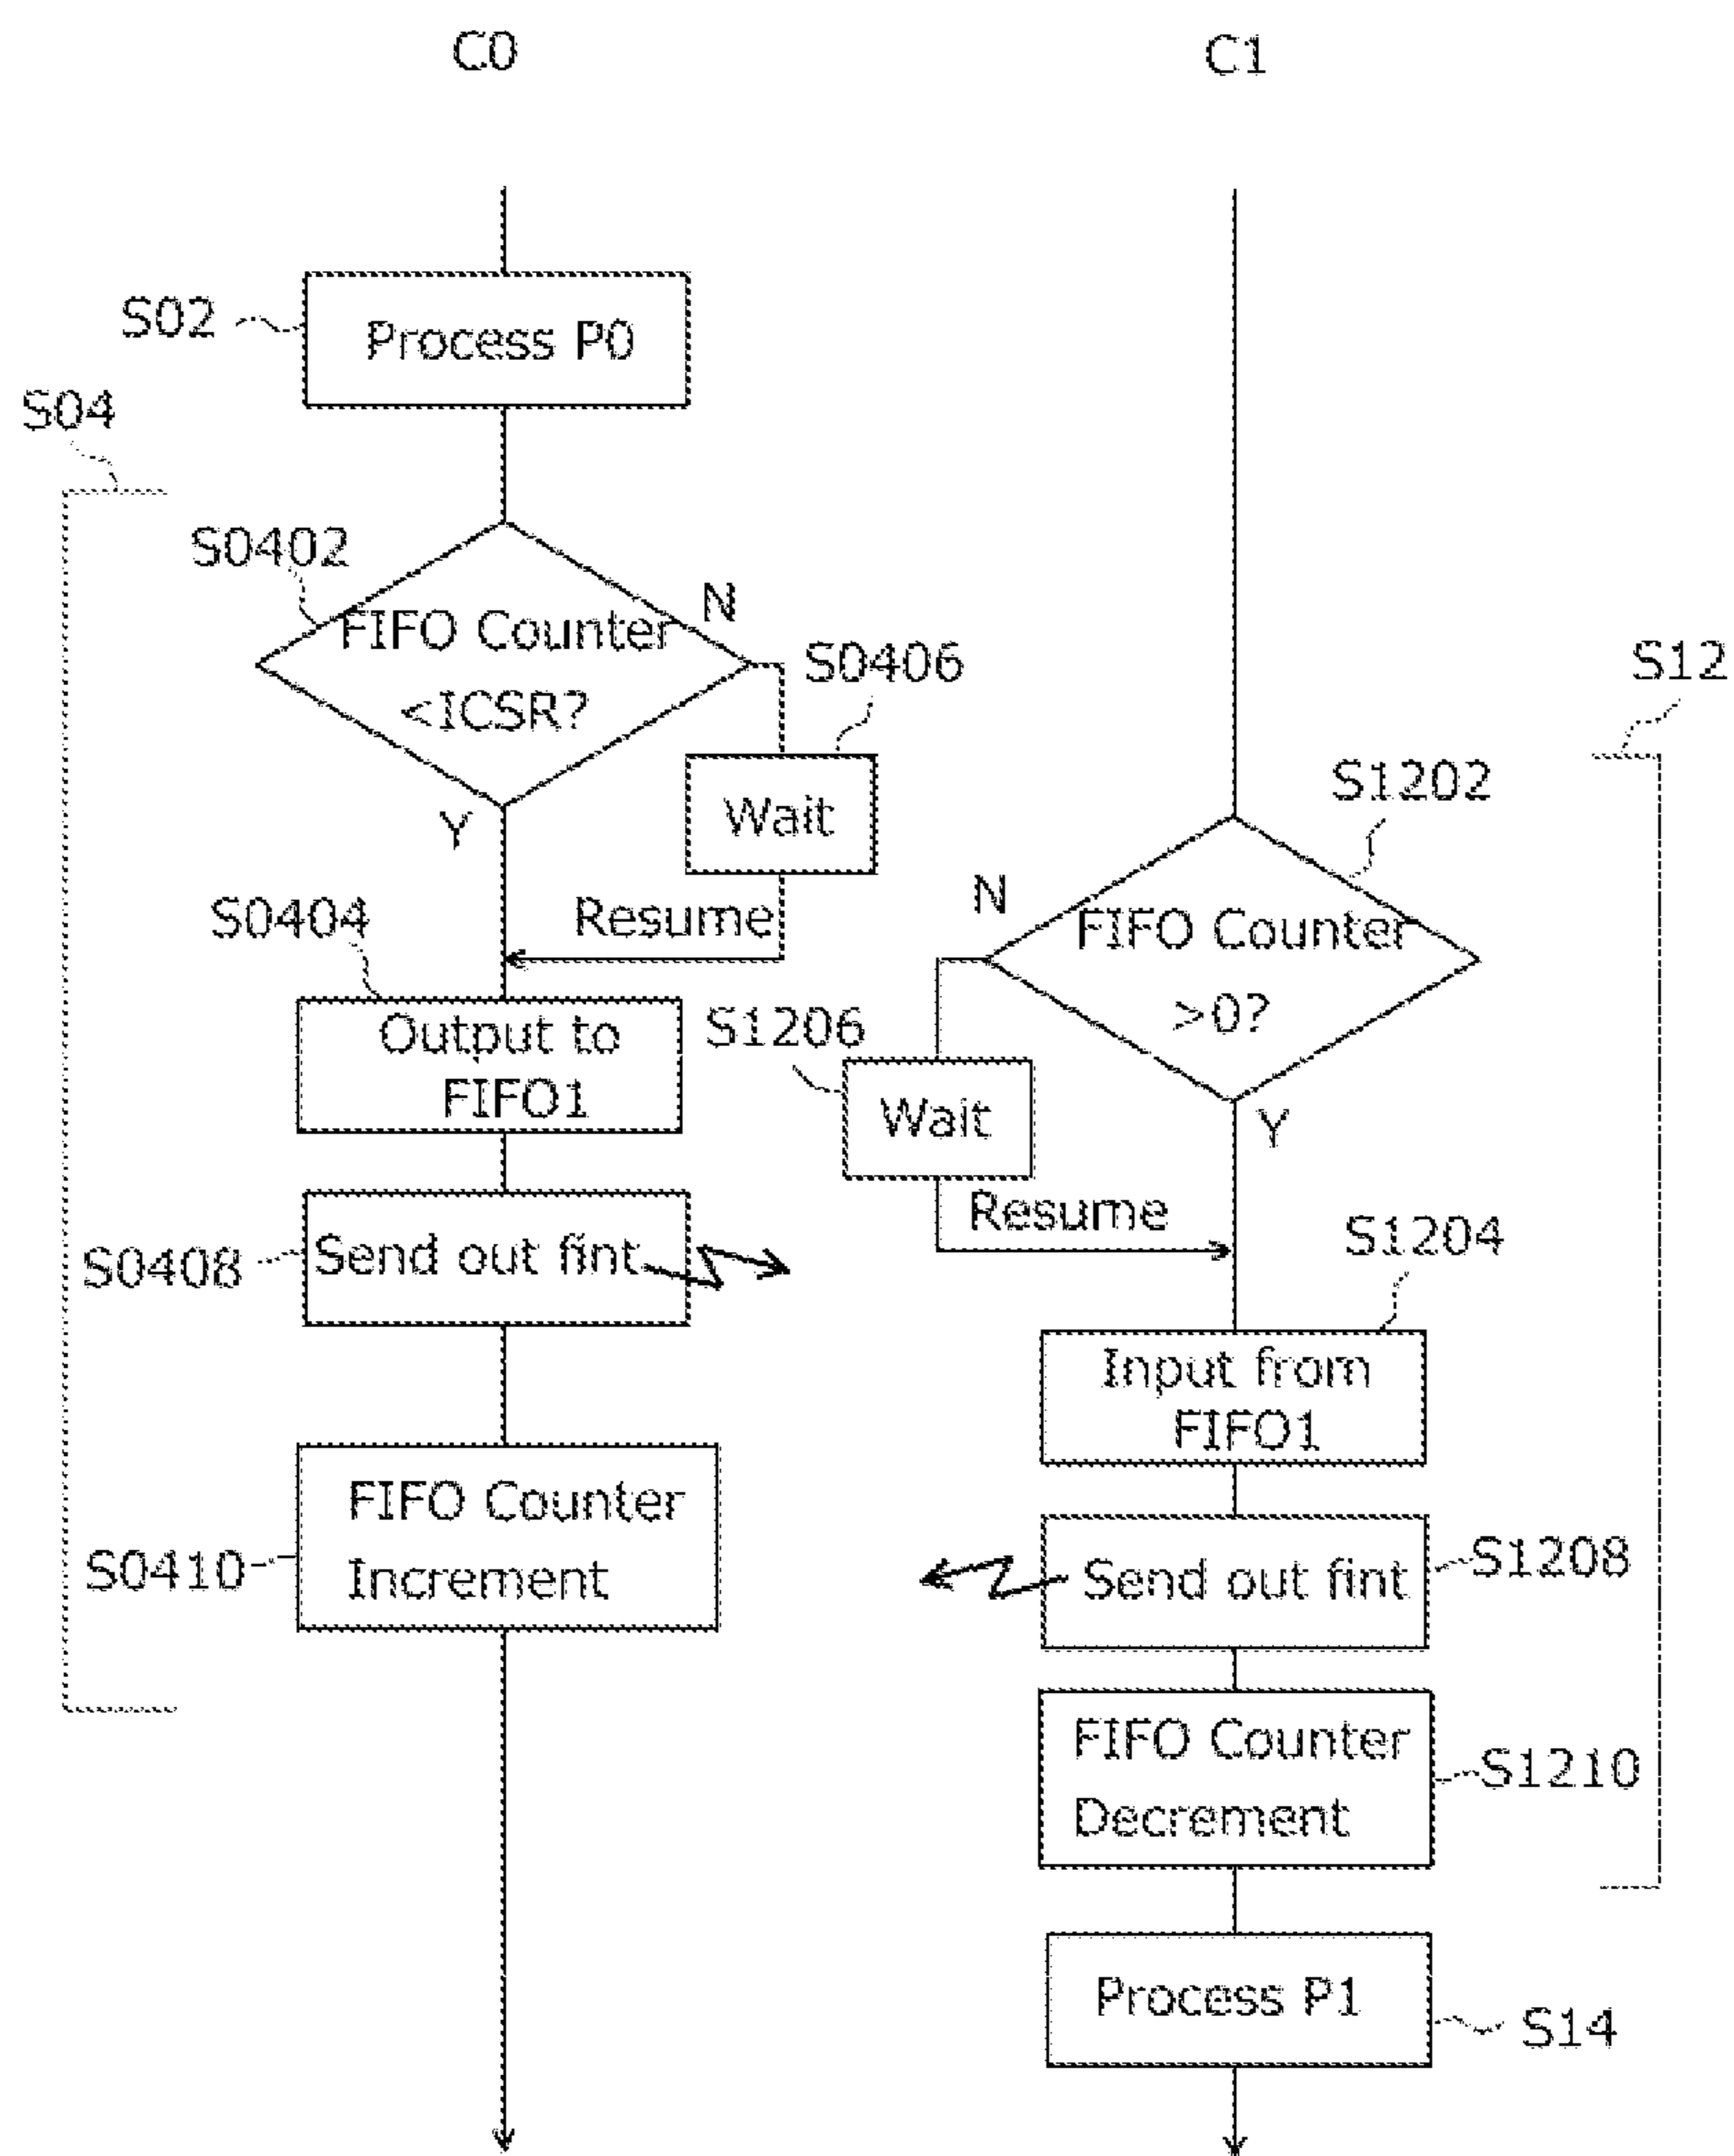 C0
C1
S02
Process P0
S04
S0402
FIFO Counter
<ICSR?
N
Y
S0406
Wait
Resume
S0404
Output to
FIFO1
S0408
Send out fint
S0410
FIFO Counter
Increment
S12
S1202
FIFO Counter
>0?
N
Y
S1206
Wait
Resume
S1204
Input from
FIFO1
Send out fint
S1208
FIFO Counter
Decrement
S1210
Process P1
S14